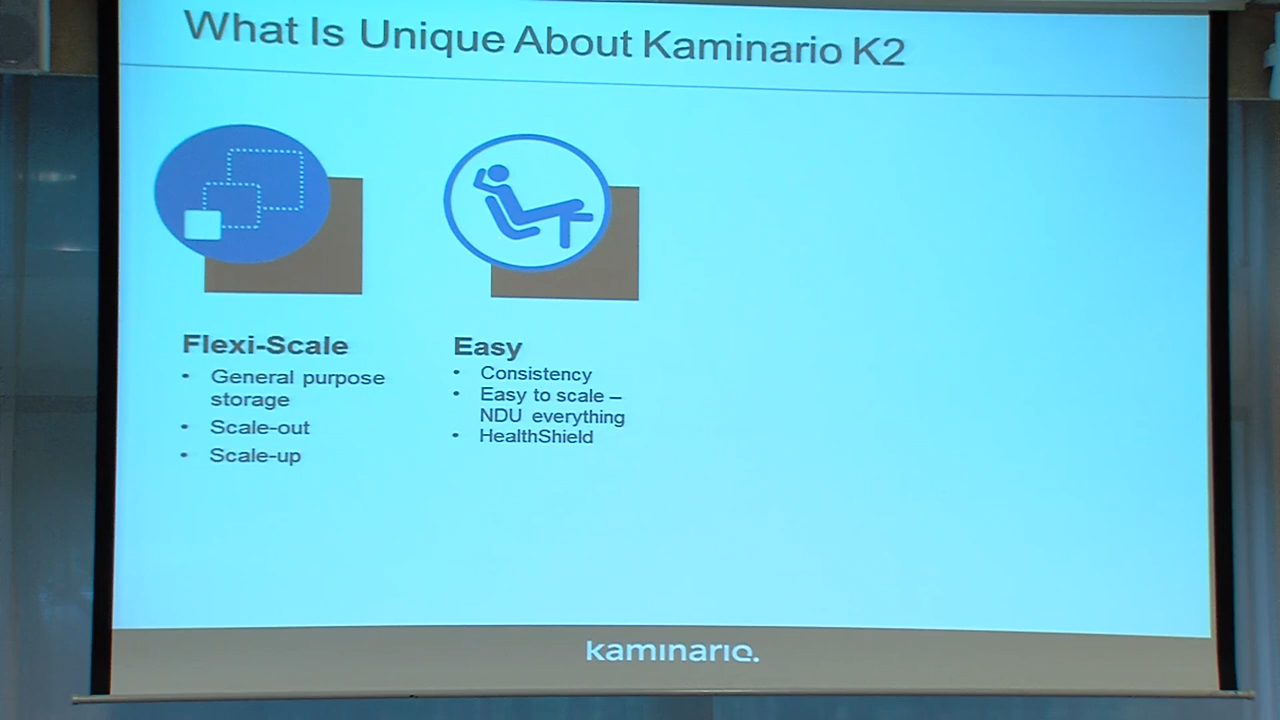 What Is Unique About Kaminario K2
Flexi-Scale
• General purpose
storage
• Scale-out
• Scale-up
Easy
• Consistency
• Easy to scale –
NDU everything
• HealthShield
kaminario.